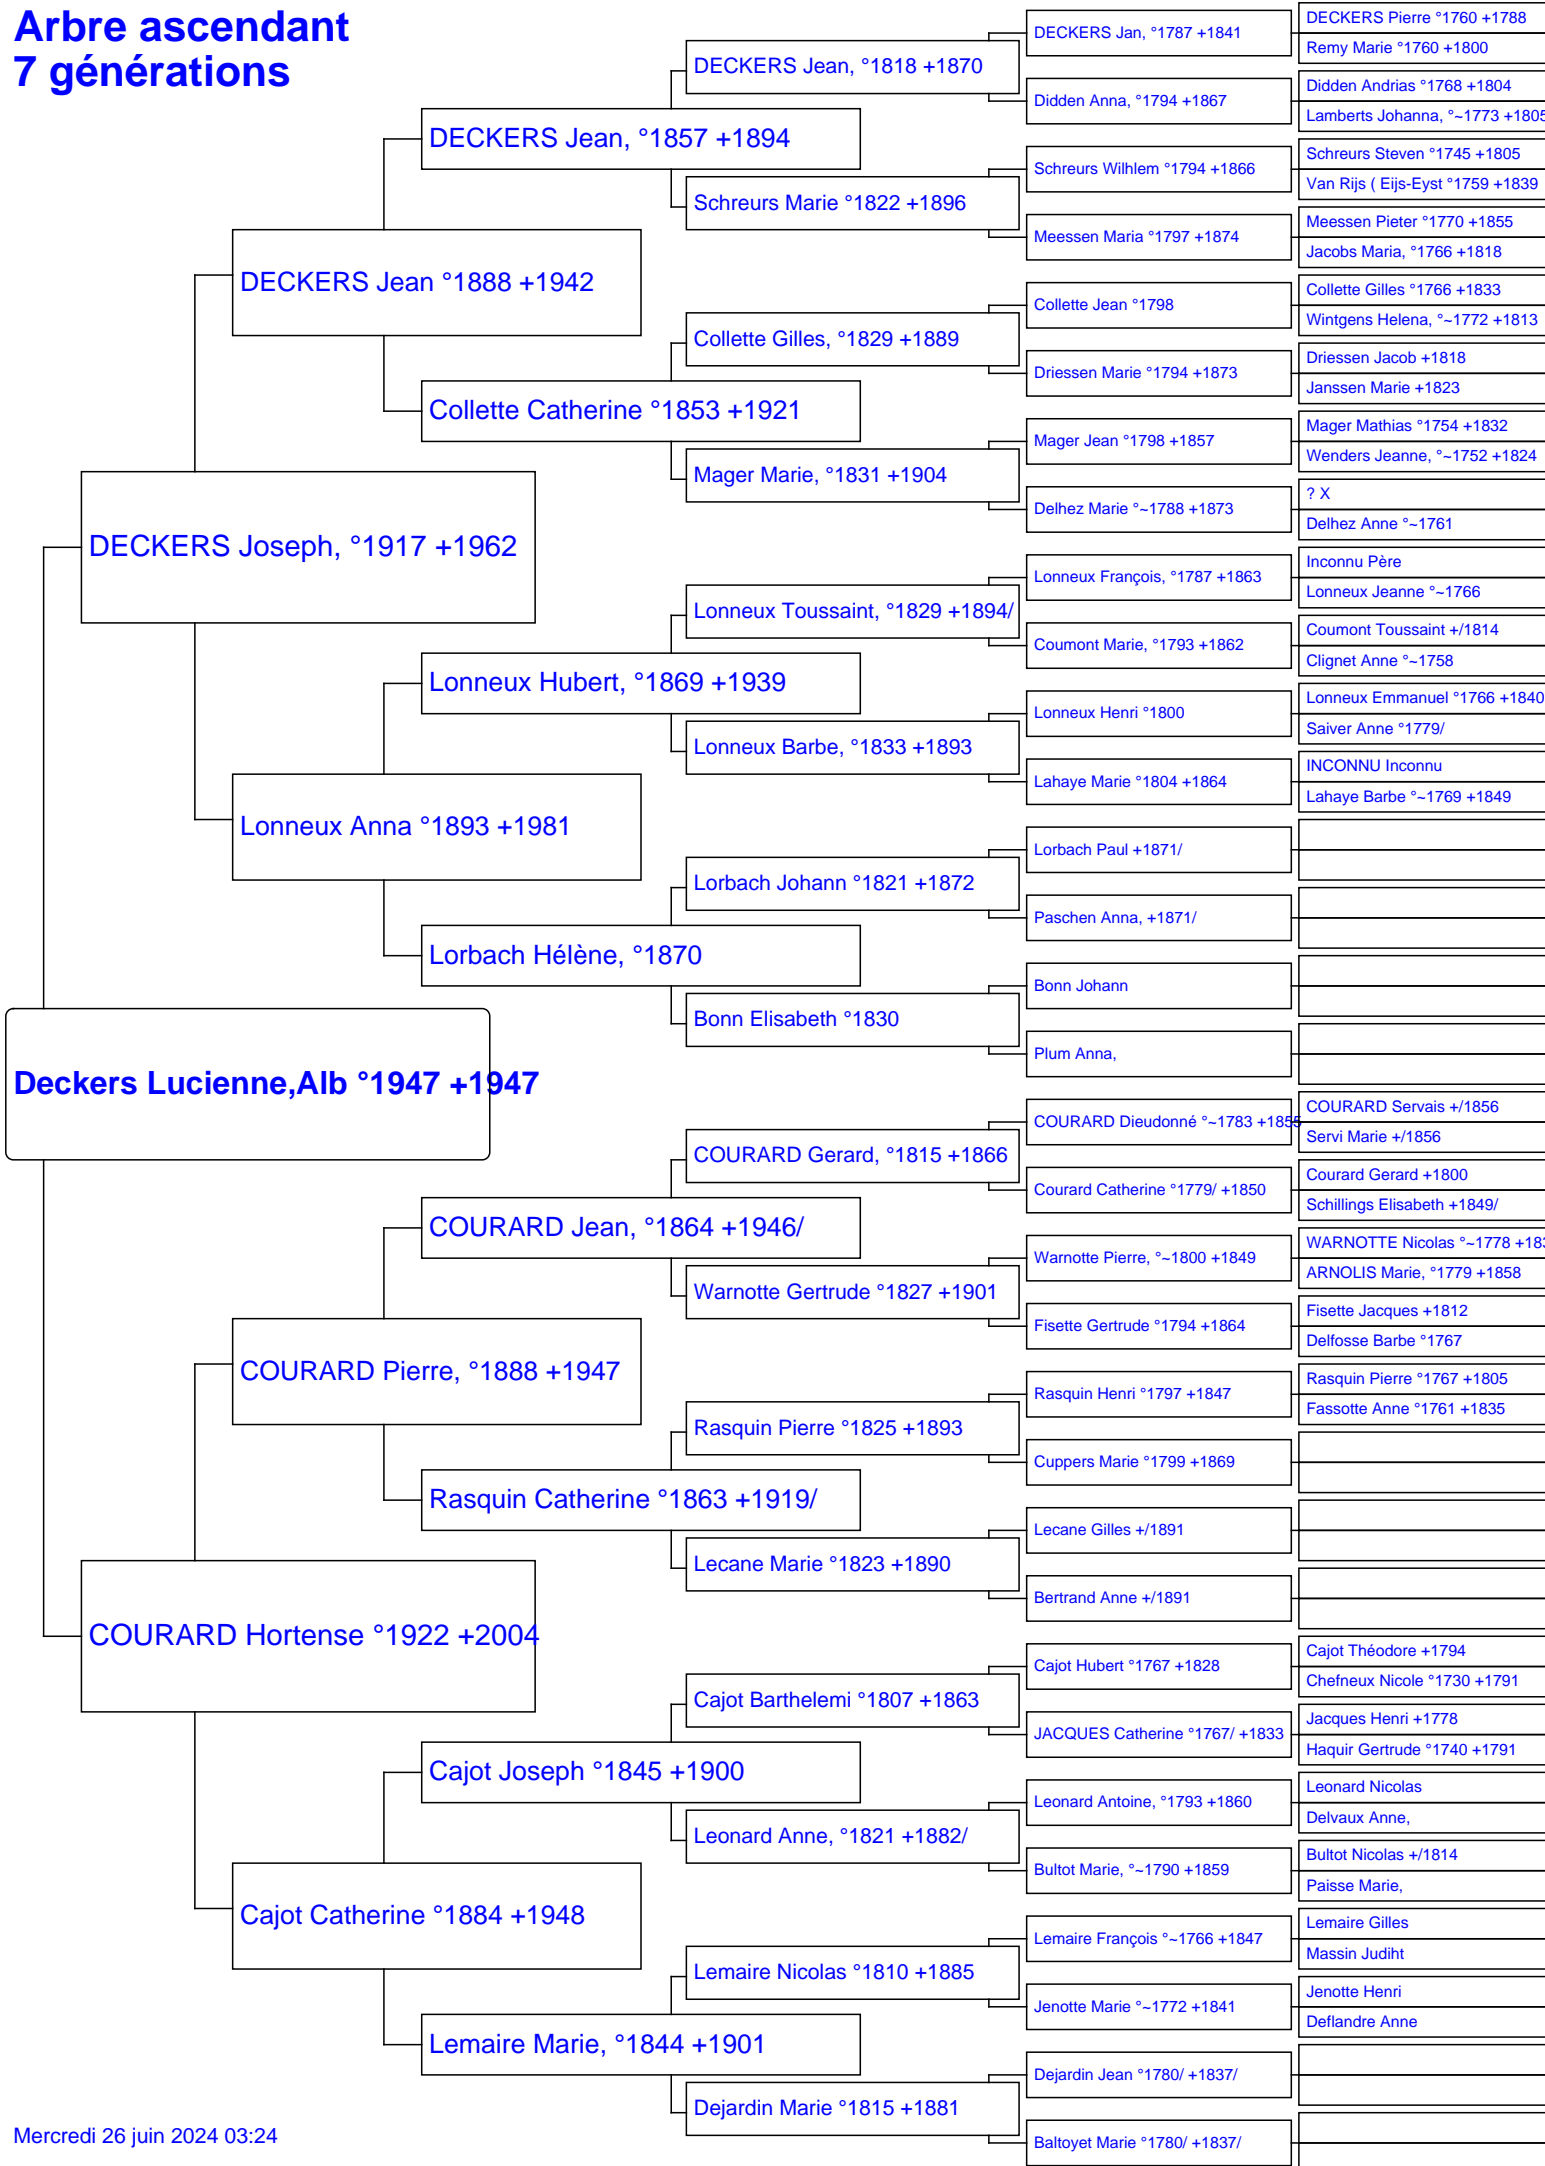 Arbre ascendant
7 générations
Deckers Lucienne,Alb °1947 +1947
DECKERS Joseph, °1917 +1962
COURARD Hortense °1922 +2004
DECKERS Jean °1888 +1942
Lonneux Anna °1893 +1981
COURARD Pierre, °1888 +1947
Cajot Catherine °1884 +1948
DECKERS Jean, °1857 +1894
Collette Catherine °1853 +1921
Lonneux Hubert, °1869 +1939
Lorbach Hélène, °1870
COURARD Jean, °1864 +1946/
Rasquin Catherine °1863 +1919/
Cajot Joseph °1845 +1900
Lemaire Marie, °1844 +1901
DECKERS Jean, °1818 +1870
Schreurs Marie °1822 +1896
Collette Gilles, °1829 +1889
Mager Marie, °1831 +1904
Lonneux Toussaint, °1829 +1894/
Lonneux Barbe, °1833 +1893
Lorbach Johann °1821 +1872
Bonn Elisabeth °1830
COURARD Gerard, °1815 +1866
Warnotte Gertrude °1827 +1901
Rasquin Pierre °1825 +1893
Lecane Marie °1823 +1890
Cajot Barthelemi °1807 +1863
Leonard Anne, °1821 +1882/
Lemaire Nicolas °1810 +1885
Dejardin Marie °1815 +1881
DECKERS Jan, °1787 +1841
Didden Anna, °1794 +1867
Schreurs Wilhlem °1794 +1866
Meessen Maria °1797 +1874
Collette Jean °1798
Driessen Marie °1794 +1873
Mager Jean °1798 +1857
Delhez Marie °~1788 +1873
Lonneux François, °1787 +1863
Coumont Marie, °1793 +1862
Lonneux Henri °1800
Lahaye Marie °1804 +1864
Lorbach Paul +1871/
Paschen Anna, +1871/
Bonn Johann
Plum Anna,
COURARD Dieudonné °~1783 +1855
Courard Catherine °1779/ +1850
Warnotte Pierre, °~1800 +1849
Fisette Gertrude °1794 +1864
Rasquin Henri °1797 +1847
Cuppers Marie °1799 +1869
Lecane Gilles +/1891
Bertrand Anne +/1891
Cajot Hubert °1767 +1828
JACQUES Catherine °1767/ +1833
Leonard Antoine, °1793 +1860
Bultot Marie, °~1790 +1859
Lemaire François °~1766 +1847
Jenotte Marie °~1772 +1841
Dejardin Jean °1780/ +1837/
Baltoyet Marie °1780/ +1837/
DECKERS Pierre °1760 +1788
Remy Marie °1760 +1800
Didden Andrias °1768 +1804
Lamberts Johanna, °~1773 +1805
Schreurs Steven °1745 +1805
Van Rijs ( Eijs-Eyst °1759 +1839
Meessen Pieter °1770 +1855
Jacobs Maria, °1766 +1818
Collette Gilles °1766 +1833
Wintgens Helena, °~1772 +1813
Driessen Jacob +1818
Janssen Marie +1823
Mager Mathias °1754 +1832
Wenders Jeanne, °~1752 +1824
? X
Delhez Anne °~1761
Inconnu Père
Lonneux Jeanne °~1766
Coumont Toussaint +/1814
Clignet Anne °~1758
Lonneux Emmanuel °1766 +1840
Saiver Anne °1779/
INCONNU Inconnu
Lahaye Barbe °~1769 +1849
COURARD Servais +/1856
Servi Marie +/1856
Courard Gerard +1800
Schillings Elisabeth +1849/
WARNOTTE Nicolas °~1778
ARNOLIS Marie, °1779 +1858
Fisette Jacques +1812
Delfosse Barbe °1767
Rasquin Pierre °1767 +1805
Fassotte Anne °1761 +1835
Cajot Théodore +1794
Chefneux Nicole °1730 +1791
Jacques Henri +1778
Haquir Gertrude °1740 +1791
Leonard Nicolas
Delvaux Anne,
Bultot Nicolas +/1814
Paisse Marie,
Lemaire Gilles
Massin Judiht
Jenotte Henri
Deflandre Anne
Mercredi 26 juin 2024 03:24